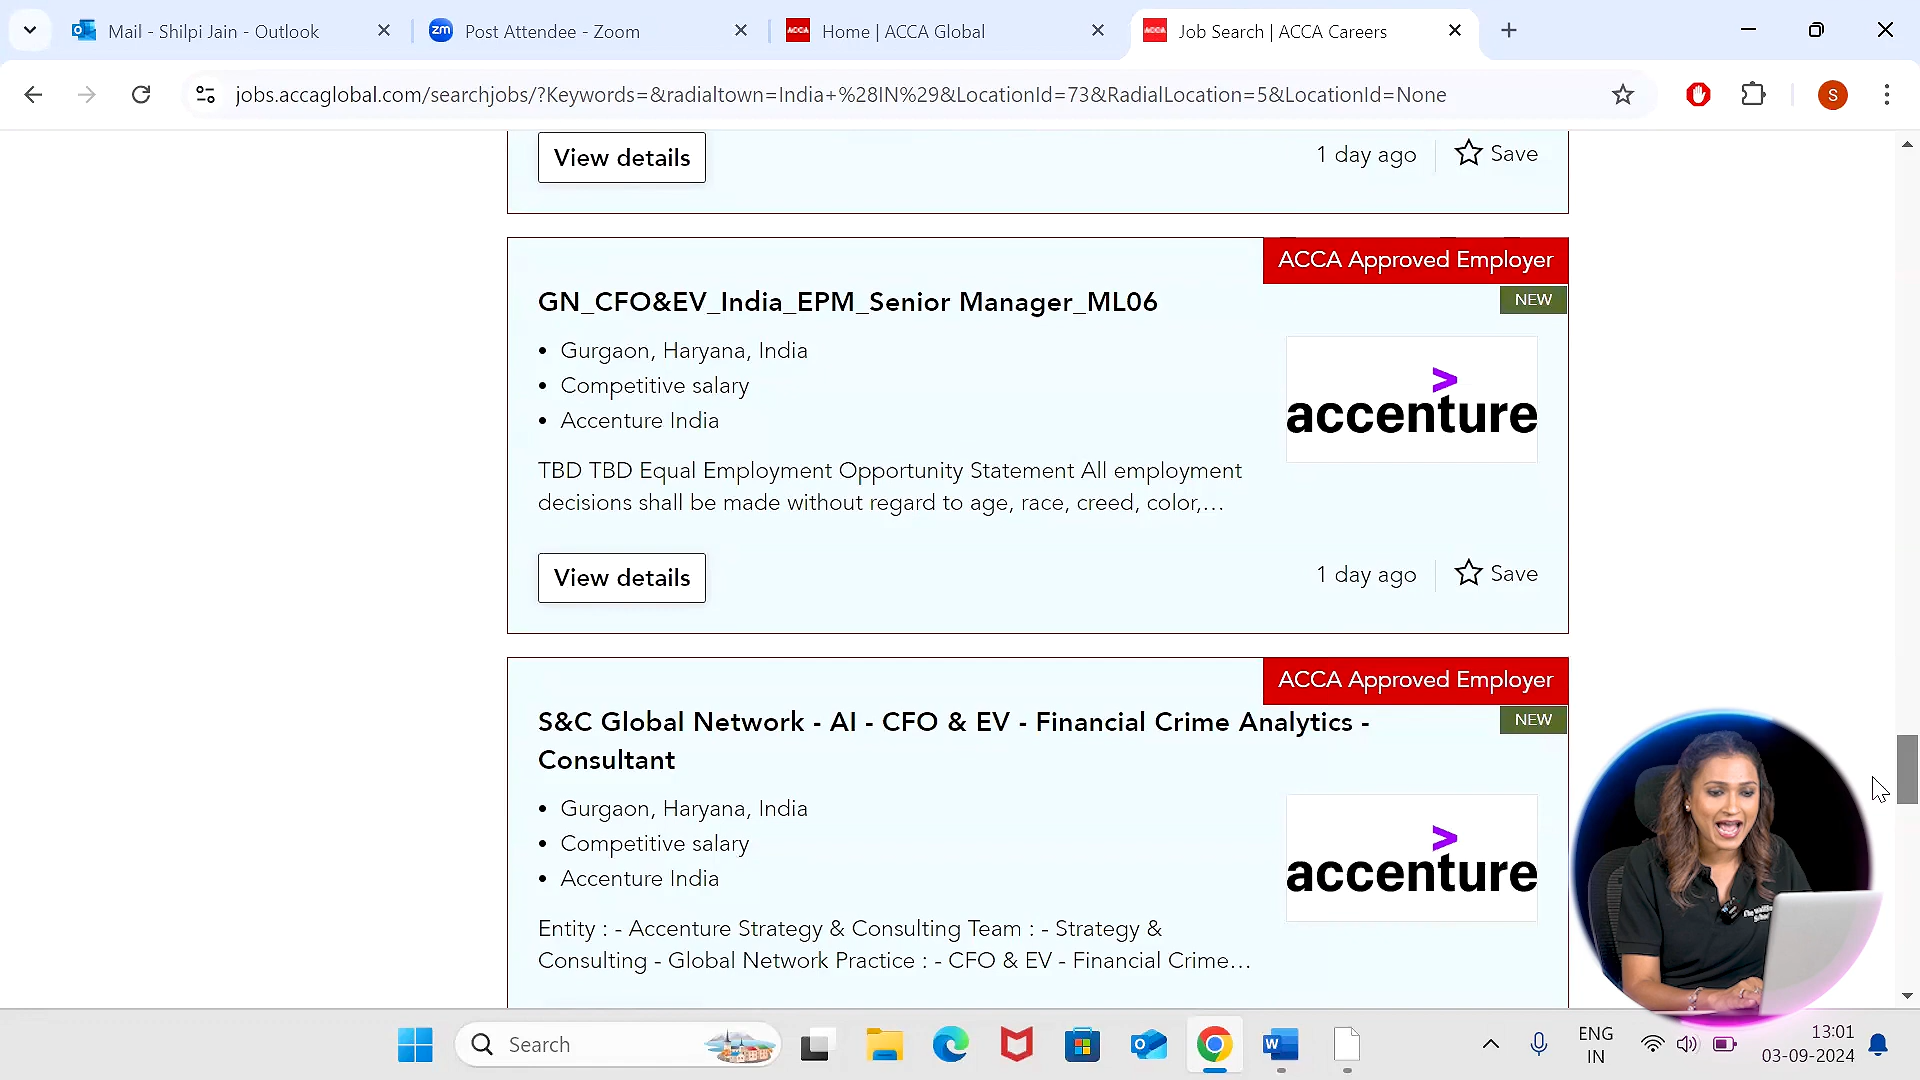 Mail - Shilpi Jain - Outlook
zm
Post Attendee - Zoom
ACCA
Home | ACCA Global
ACCA
Job Search | ACCA Careers
jobs.accaglobal.com/searchjobs/?Keywords=&radialtown=India+%28IN%29&LocationId=73&RadialLocation=5&LocationId=None
S
View details
1 day ago
Save
ACCA Approved Employer
NEW
GN_CFO&EV_India_EPM_Senior Manager_ML06
Gurgaon, Haryana, India
Competitive salary
Accenture India
accenture
TBD TBD Equal Employment Opportunity Statement All employment
decisions shall be made without regard to age, race, creed, color,...
View details
1 day ago
Save
ACCA Approved Employer
NEW
S&C Global Network - AI - CFO & EV - Financial Crime Analytics -
Consultant
Gurgaon, Haryana, India
Competitive salary
Accenture India
accenture
Entity : - Accenture Strategy & Consulting Team : - Strategy &
Consulting - Global Network Practice : - CFO & EV - Financial Crime...
Search
ENG
IN
13:01
03-09-2024